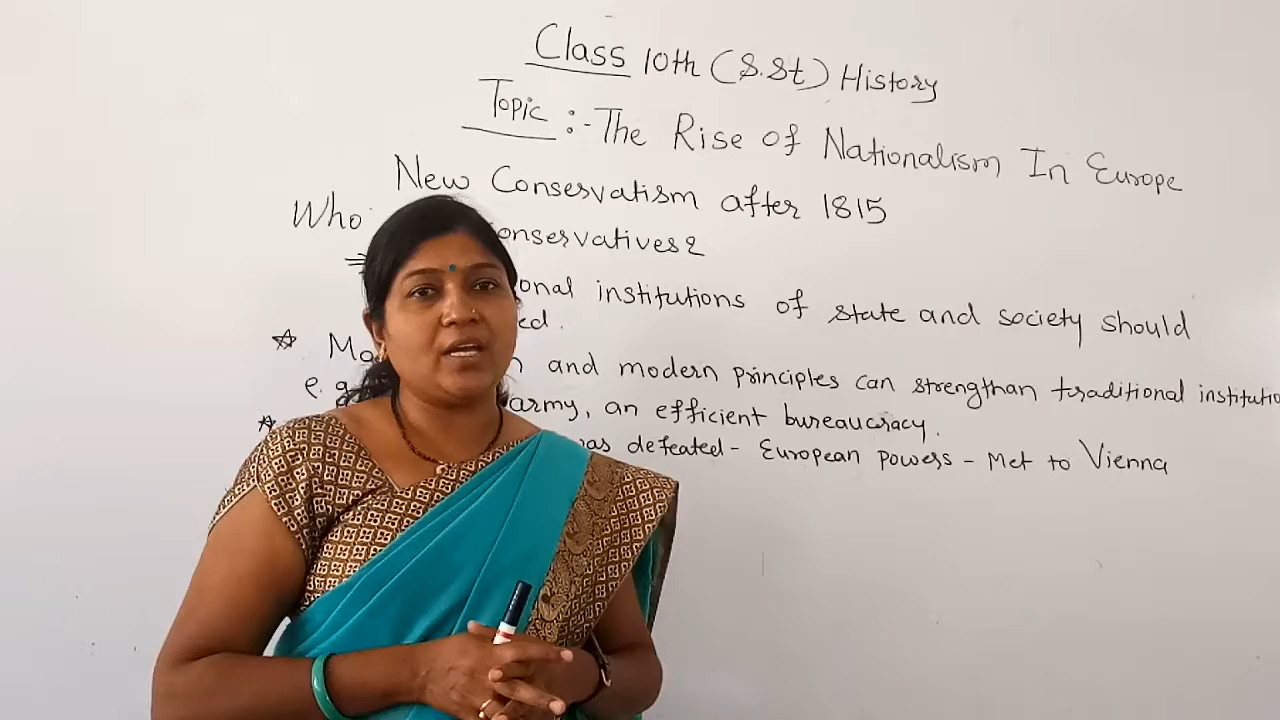 Class 10th (S.St) History
Topic :- The Rise of Nationalism In Europe
New Conservatism after 1815
Who onservatives?
onal institutions of state and society should
ed.
Mo n and modern principles can strengthan traditional institutio
e.g. army, an efficient bureaucracy.
as defeated - European powers - Met to Vienna